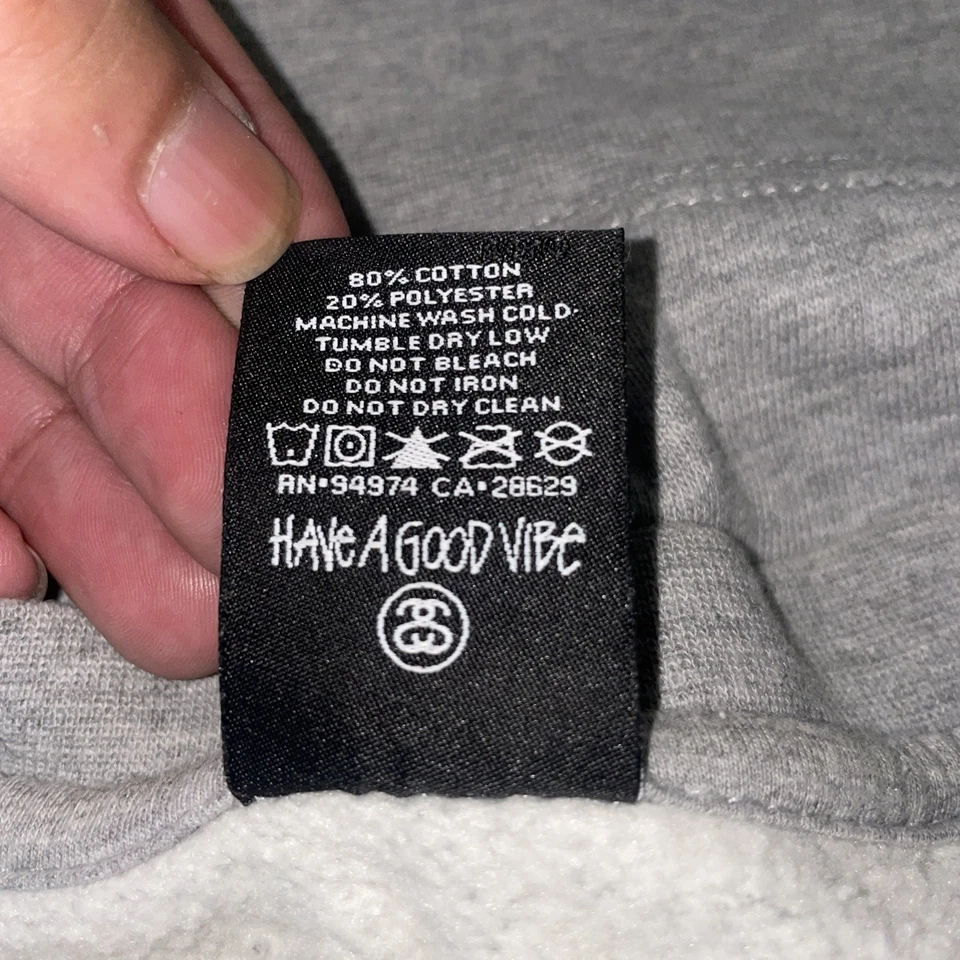 80% COTTON
20% POLYESTER
MACHINE WASH COLD.
TUMBLE DRY LOW
DO NOT BLEACH
DO NOT IRON
DO NOT DRY CLEAN
RN•94974 CA•28629
HAVE A GOOD VIBE